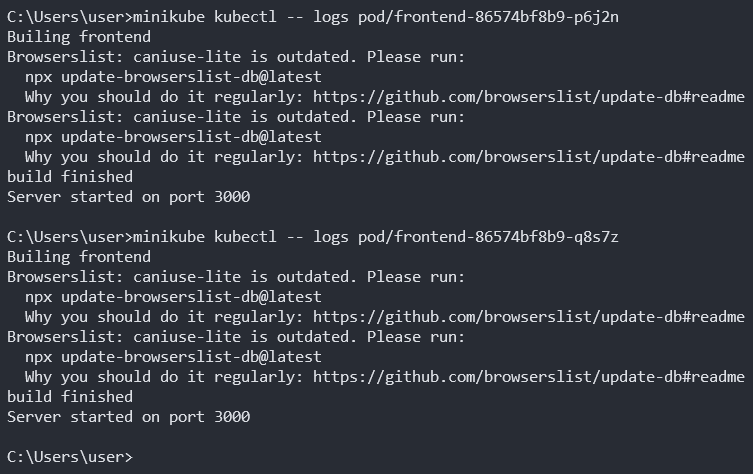 C:\Users\user>minikube kubectl -- logs pod/frontend-86574bf8b9-p6j2n
Builing frontend
Browserslist: caniuse-lite is outdated. Please run:
  npx update-browserslist-db@latest
  Why you should do it regularly: https://github.com/browserslist/update-db#readme
Browserslist: caniuse-lite is outdated. Please run:
  npx update-browserslist-db@latest
  Why you should do it regularly: https://github.com/browserslist/update-db#readme
build finished
Server started on port 3000

C:\Users\user>minikube kubectl -- logs pod/frontend-86574bf8b9-q8s7z
Builing frontend
Browserslist: caniuse-lite is outdated. Please run:
  npx update-browserslist-db@latest
  Why you should do it regularly: https://github.com/browserslist/update-db#readme
Browserslist: caniuse-lite is outdated. Please run:
  npx update-browserslist-db@latest
  Why you should do it regularly: https://github.com/browserslist/update-db#readme
build finished
Server started on port 3000

C:\Users\user>